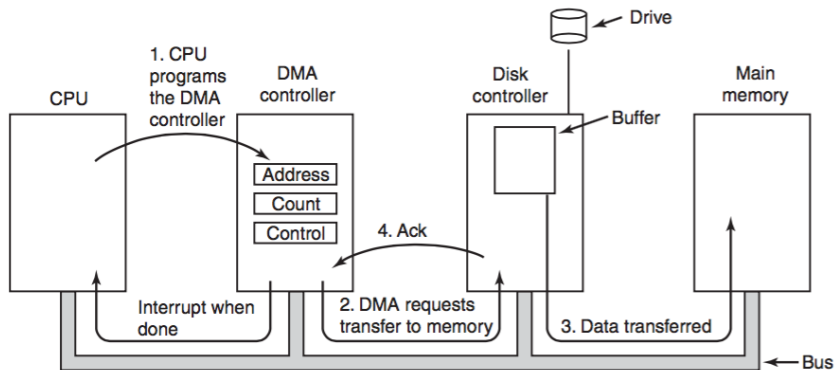 Drive
1. CPU
programs
the DMA
controller
CPU
DMA
controller
Disk
controller
Main
memory
Buffer
Address
Count
Control
4. Ack
Interrupt when
done
2. DMA requests
transfer to memory
3. Data transferred
Bus